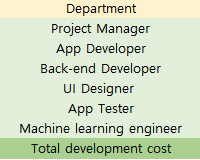 Department
Project Manager
App Developer
Back-end Developer
UI Designer
App Tester
Machine learning engineer
Total development cost